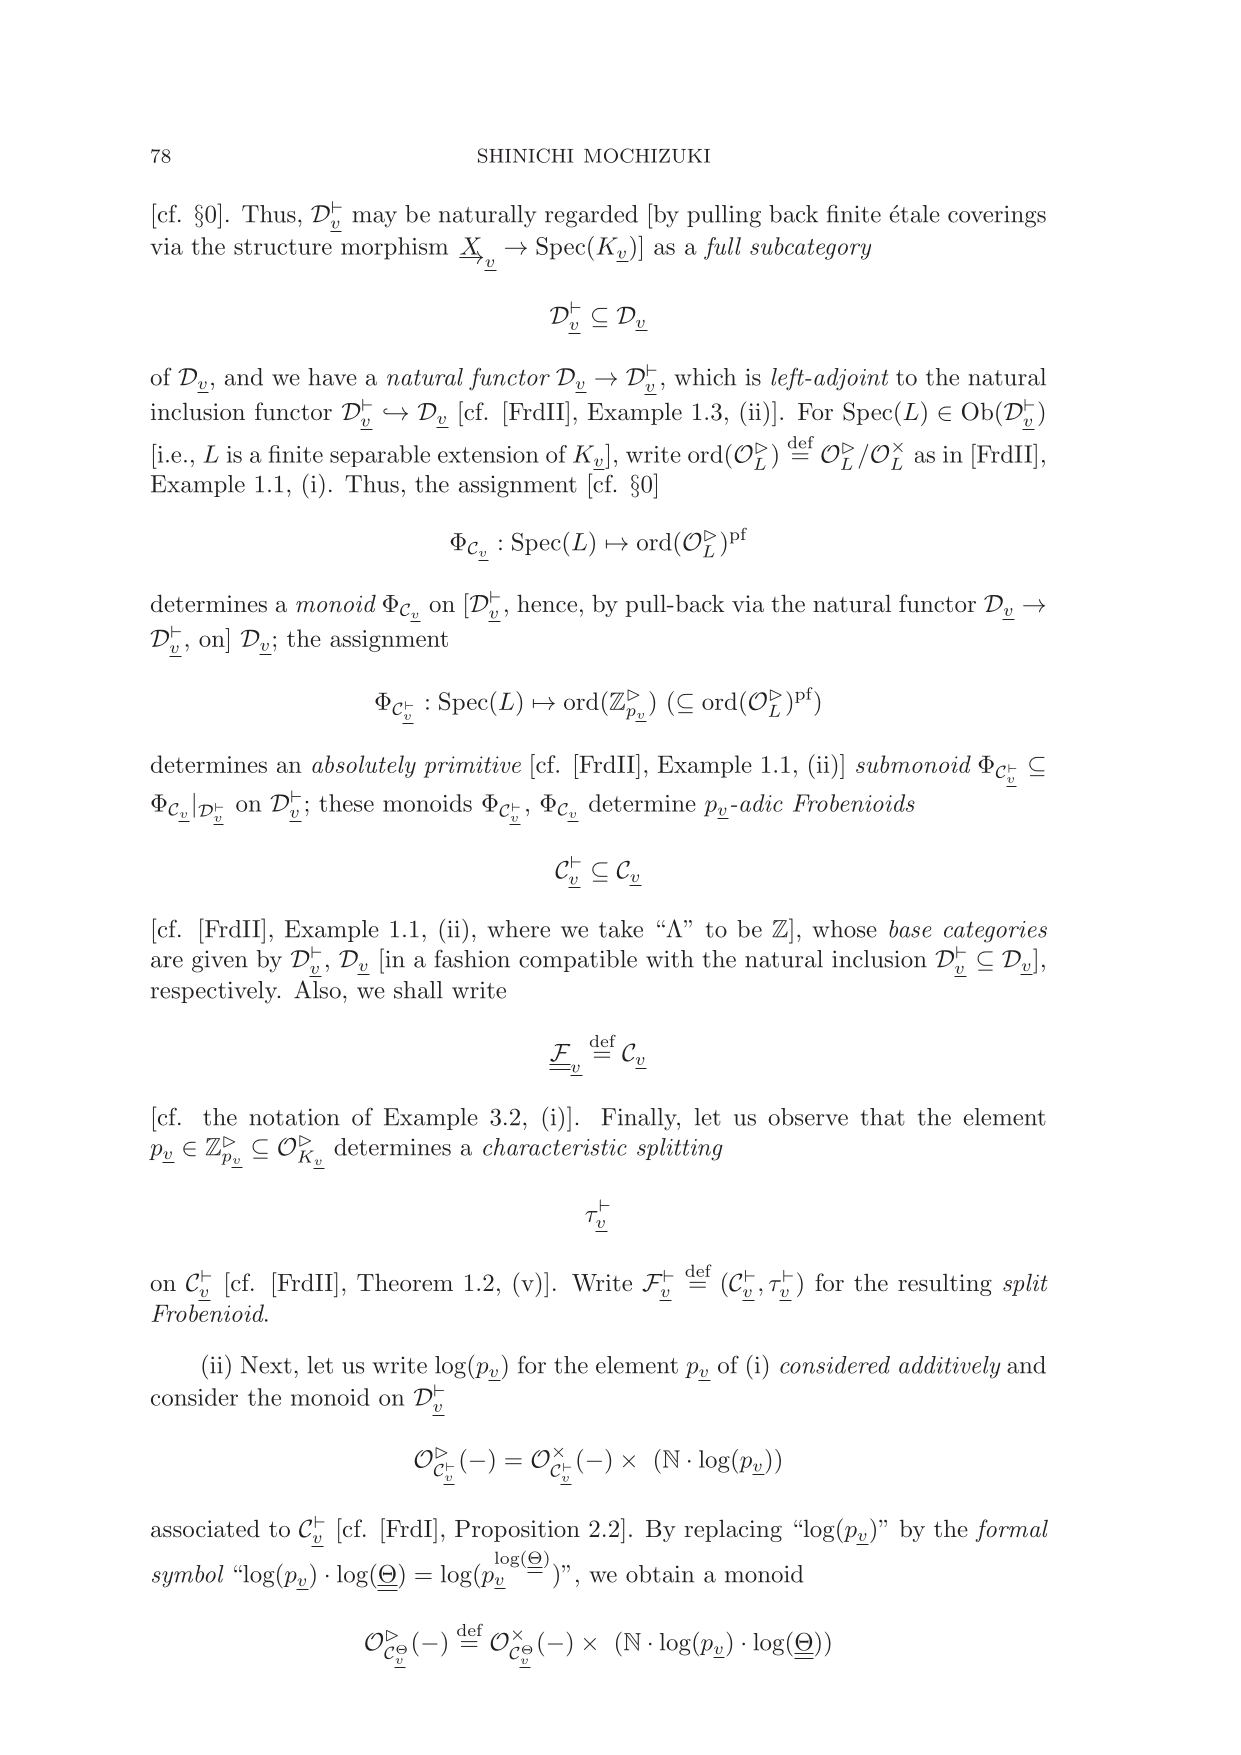 78 SHINICHI MOCHIZUKI
[cf. §0]. Thus, $\mathcal{D}_{\underline{v}}^{\vdash}$ may be naturally regarded [by pulling back finite étale coverings
via the structure morphism $\underrightarrow{X}_{\underline{v}} \to \mathrm{Spec}(K_{\underline{v}})$] as a full subcategory
$\mathcal{D}_{\underline{v}}^{\vdash} \subseteq \mathcal{D}_{\underline{v}}$
of $\mathcal{D}_{\underline{v}}$, and we have a natural functor $\mathcal{D}_{\underline{v}} \to \mathcal{D}_{\underline{v}}^{\vdash}$, which is left-adjoint to the natural
inclusion functor $\mathcal{D}_{\underline{v}}^{\vdash} \hookrightarrow \mathcal{D}_{\underline{v}}$ [cf. [FrdII], Example 1.3, (ii)]. For $\mathrm{Spec}(L) \in \mathrm{Ob}(\mathcal{D}_{\underline{v}}^{\vdash})$
[i.e., $L$ is a finite separable extension of $K_{\underline{v}}$], write $\mathrm{ord}(\mathcal{O}_L^{\rhd}) \stackrel{\mathrm{def}}{=} \mathcal{O}_L^{\rhd}/\mathcal{O}_L^{\times}$ as in [FrdII],
Example 1.1, (i). Thus, the assignment [cf. §0]
$\Phi_{\mathcal{C}_{\underline{v}}} : \mathrm{Spec}(L) \mapsto \mathrm{ord}(\mathcal{O}_L^{\rhd})^{\mathrm{pf}}$
determines a monoid $\Phi_{\mathcal{C}_{\underline{v}}}$ on [$\mathcal{D}_{\underline{v}}^{\vdash}$, hence, by pull-back via the natural functor $\mathcal{D}_{\underline{v}} \to$
$\mathcal{D}_{\underline{v}}^{\vdash}$, on] $\mathcal{D}_{\underline{v}}$; the assignment
$\Phi_{\mathcal{C}_{\underline{v}}^{\vdash}} : \mathrm{Spec}(L) \mapsto \mathrm{ord}(\mathbb{Z}_{p_{\underline{v}}}^{\rhd}) \ (\subseteq \mathrm{ord}(\mathcal{O}_L^{\rhd})^{\mathrm{pf}})$
determines an absolutely primitive [cf. [FrdII], Example 1.1, (ii)] submonoid $\Phi_{\mathcal{C}_{\underline{v}}^{\vdash}} \subseteq$
$\Phi_{\mathcal{C}_{\underline{v}}}|_{\mathcal{D}_{\underline{v}}^{\vdash}}$ on $\mathcal{D}_{\underline{v}}^{\vdash}$; these monoids $\Phi_{\mathcal{C}_{\underline{v}}^{\vdash}}$, $\Phi_{\mathcal{C}_{\underline{v}}}$ determine $p_{\underline{v}}$-adic Frobenioids
$\mathcal{C}_{\underline{v}}^{\vdash} \subseteq \mathcal{C}_{\underline{v}}$
[cf. [FrdII], Example 1.1, (ii), where we take “Λ” to be $\mathbb{Z}$], whose base categories
are given by $\mathcal{D}_{\underline{v}}^{\vdash}$, $\mathcal{D}_{\underline{v}}$ [in a fashion compatible with the natural inclusion $\mathcal{D}_{\underline{v}}^{\vdash} \subseteq \mathcal{D}_{\underline{v}}$],
respectively. Also, we shall write
$\underline{\underline{\mathcal{F}}}_{\underline{v}} \stackrel{\mathrm{def}}{=} \mathcal{C}_{\underline{v}}$
[cf. the notation of Example 3.2, (i)]. Finally, let us observe that the element
$p_{\underline{v}} \in \mathbb{Z}_{p_{\underline{v}}}^{\rhd} \subseteq \mathcal{O}_{K_{\underline{v}}}^{\rhd}$ determines a characteristic splitting
$\tau_{\underline{v}}^{\vdash}$
on $\mathcal{C}_{\underline{v}}^{\vdash}$ [cf. [FrdII], Theorem 1.2, (v)]. Write $\mathcal{F}_{\underline{v}}^{\vdash} \stackrel{\mathrm{def}}{=} (\mathcal{C}_{\underline{v}}^{\vdash}, \tau_{\underline{v}}^{\vdash})$ for the resulting split
Frobenioid.
(ii) Next, let us write $\log(p_{\underline{v}})$ for the element $p_{\underline{v}}$ of (i) considered additively and
consider the monoid on $\mathcal{D}_{\underline{v}}^{\vdash}$
$\mathcal{O}_{\mathcal{C}_{\underline{v}}^{\vdash}}^{\rhd}(-) = \mathcal{O}_{\mathcal{C}_{\underline{v}}^{\vdash}}^{\times}(-) \times \ (\mathbb{N} \cdot \log(p_{\underline{v}}))$
associated to $\mathcal{C}_{\underline{v}}^{\vdash}$ [cf. [FrdI], Proposition 2.2]. By replacing “$\log(p_{\underline{v}})$” by the formal
symbol “$\log(p_{\underline{v}}) \cdot \log(\underline{\underline{\Theta}}) = \log(p_{\underline{v}}^{\log(\underline{\underline{\Theta}})})$”, we obtain a monoid
$\mathcal{O}_{\mathcal{C}_{\underline{v}}^{\Theta}}^{\rhd}(-) \stackrel{\mathrm{def}}{=} \mathcal{O}_{\mathcal{C}_{\underline{v}}^{\Theta}}^{\times}(-) \times \ (\mathbb{N} \cdot \log(p_{\underline{v}}) \cdot \log(\underline{\underline{\Theta}}))$